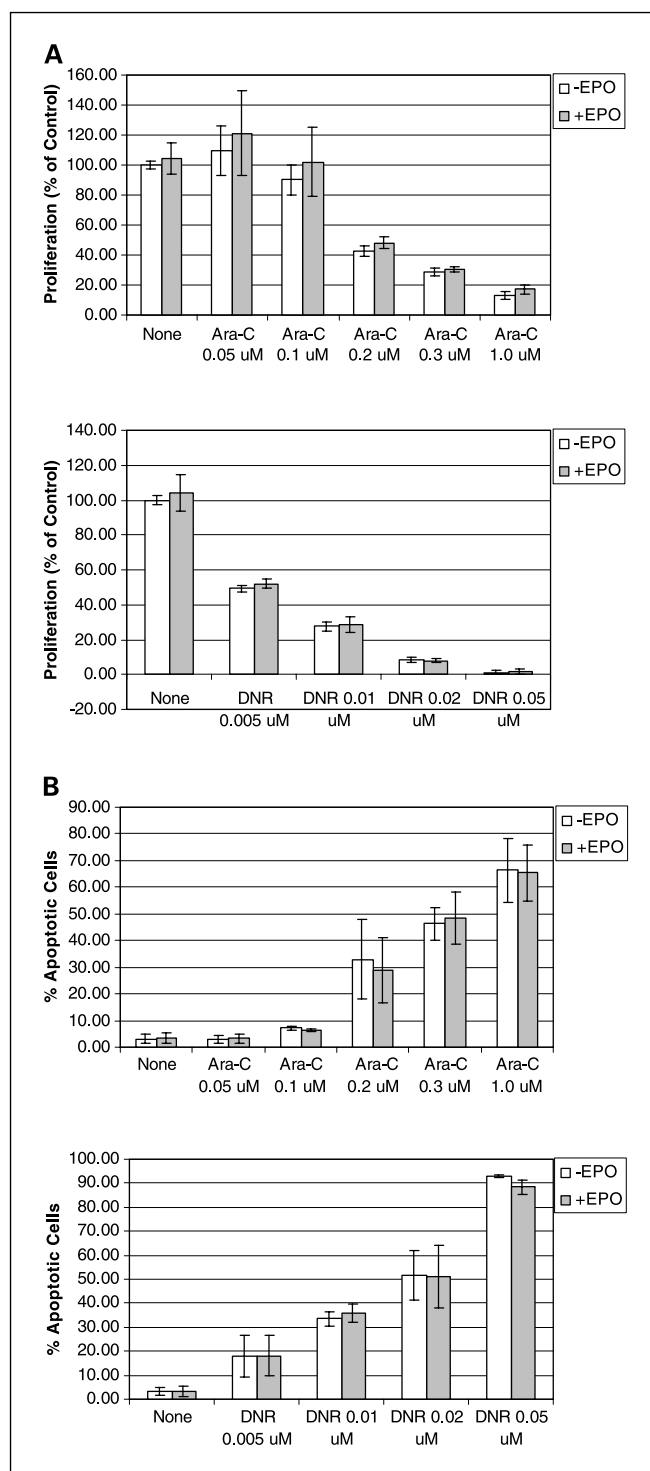 A
Proliferation (% of Control)
160.00
140.00
120.00
100.00
80.00
60.00
40.00
20.00
0.00
None
Ara-C
0.05 uM
Ara-C
0.1 uM
Ara-C
0.2 uM
Ara-C
0.3 uM
Ara-C
1.0 uM
-EPO
+EPO
Proliferation (% of Control)
140.00
120.00
100.00
80.00
60.00
40.00
20.00
0.00
-20.00
None
DNR
0.005 uM
DNR 0.01
uM
DNR 0.02
uM
DNR 0.05
uM
-EPO
+EPO
B
% Apoptotic Cells
90.00
80.00
70.00
60.00
50.00
40.00
30.00
20.00
10.00
0.00
None
Ara-C
0.05 uM
Ara-C
0.1 uM
Ara-C
0.2 uM
Ara-C
0.3 uM
Ara-C
1.0 uM
-EPO
+EPO
% Apoptotic Cells
100.00
90.00
80.00
70.00
60.00
50.00
40.00
30.00
20.00
10.00
0.00
None
DNR
0.005 uM
DNR 0.01
uM
DNR 0.02
uM
DNR 0.05
uM
-EPO
+EPO